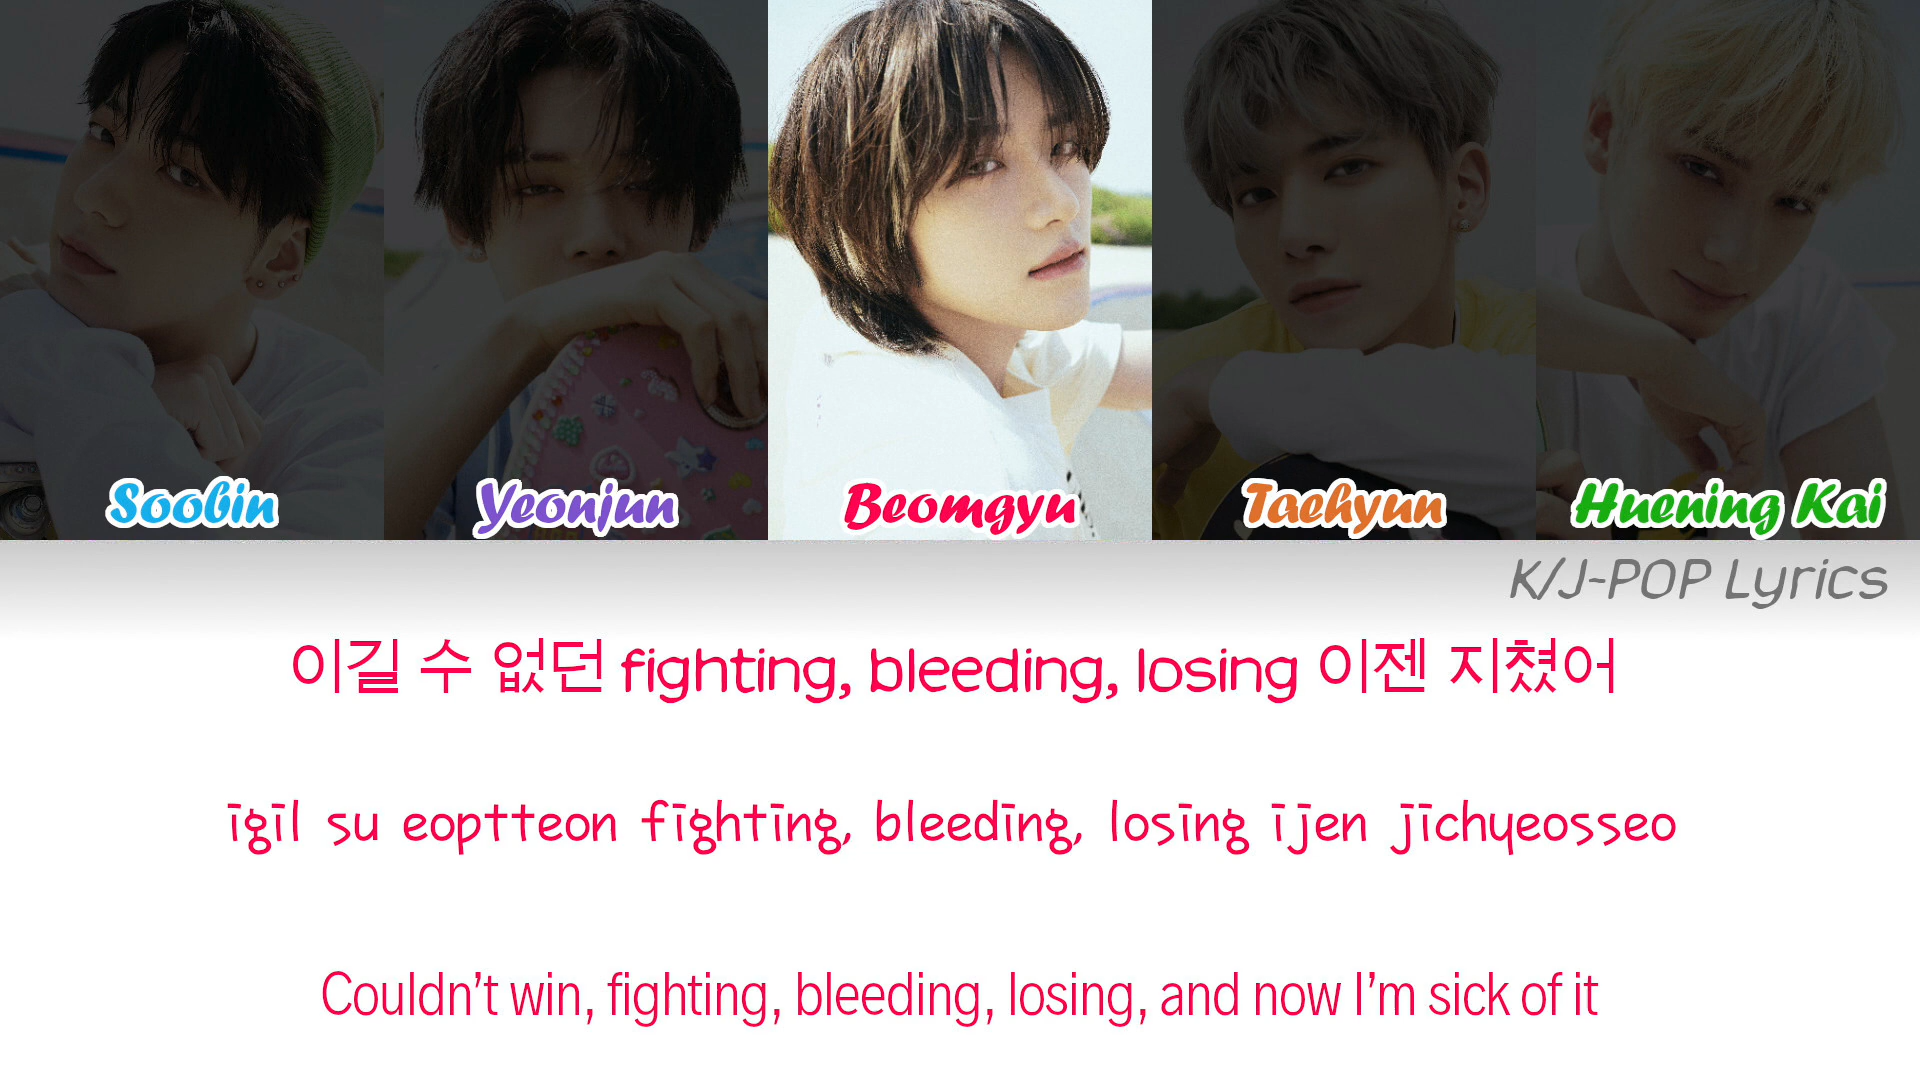 Soobin
Yeonjun
Beomgyu
Taehyun
Huening Kai
K/J-POP Lyrics
이길 수 없던 fighting, bleeding, losing 이젠 지쳤어
igil su eoptteon fighting, bleeding, losing ijen jichyeosseo
Couldn't win, fighting, bleeding, losing, and now I'm sick of it